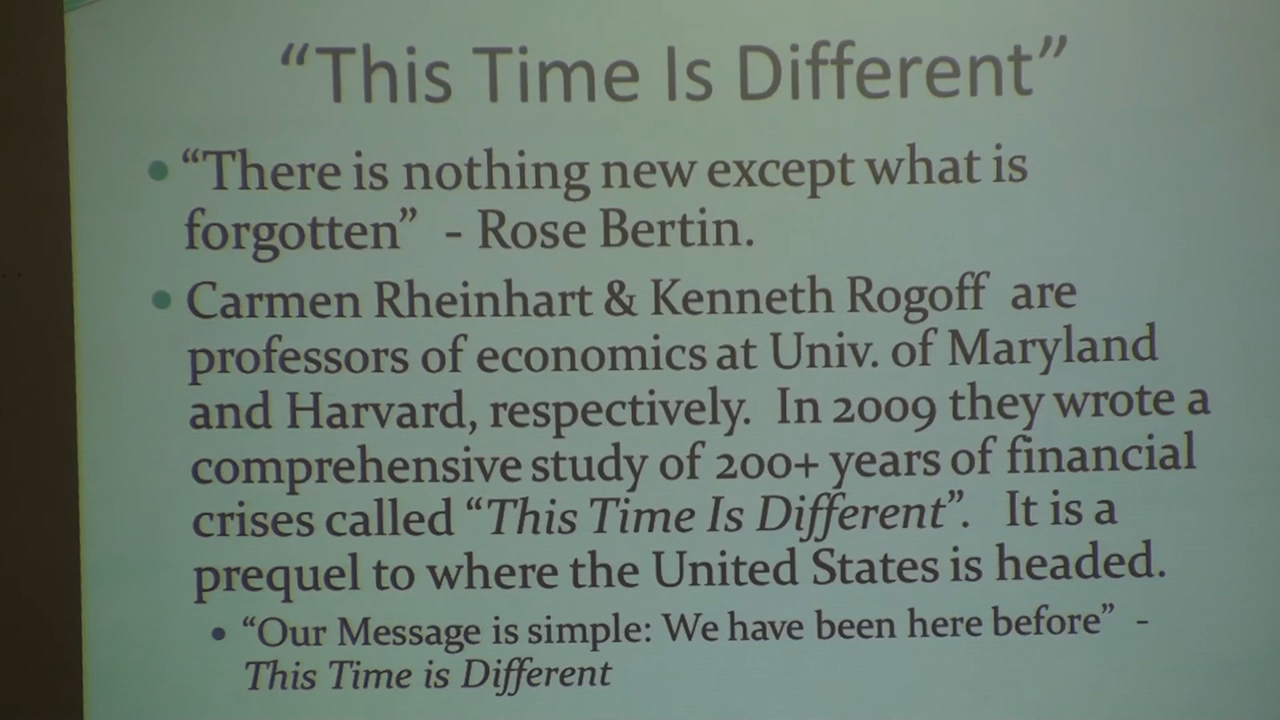 “This Time Is Different”
• “There is nothing new except what is
forgotten”  - Rose Bertin.
• Carmen Rheinhart & Kenneth Rogoff  are
professors of economics at Univ. of Maryland
and Harvard, respectively.  In 2009 they wrote a
comprehensive study of 200+ years of financial
crises called “This Time Is Different”.   It is a
prequel to where the United States is headed.
• “Our Message is simple: We have been here before”  -
This Time is Different